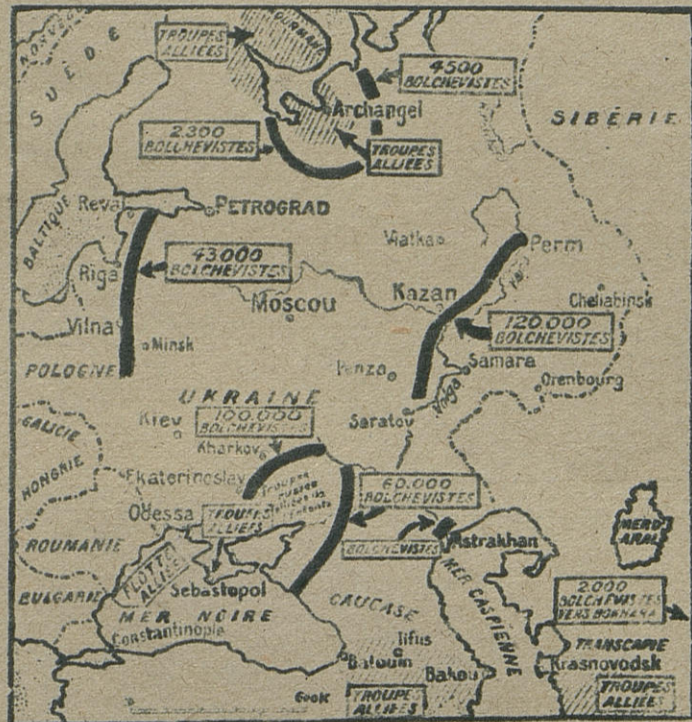 NORVÈGE
SUÈDE
TROUPES
ALLIÉES
OURMANE
4500
BOLCHEVISTES
Archangel
SIBÉRIE
2300
BOLCHEVISTES
TROUPES
ALLIÉES
BALTIQUE
Reval
PETROGRAD
43.000
BOLCHEVISTES
Riga
Viatka
Perm
Moscou
Kazan
Cheliabinsk
Vilna
Minsk
120.000
BOLCHEVISTES
POLOGNE
Penza
Samara
Orenbourg
Volga
UKRAINE
100.000
BOLCHEVISTES
Kiev
Saratov
Kharkov
GALICIE
HONGRIE
Ekaterinoslav
60.000
BOLCHEVISTES
Odessa
TROUPES
ALLIÉES
BOLCHEVISTES
Astrakhan
MER D'
ARAL
ROUMANIE
FLOTTE
ALLIÉE
Sebastopol
BULGARIE
MER NOIRE
CAUCASE
MER CASPIENNE
2000
BOLCHEVISTES
VERS BOKHARA
Constantinople
Tiflis
TRANSCASPIE
Batoum
Bakou
Krasnovodsk
TROUPES
ALLIÉES
TROUPES
ALLIÉES